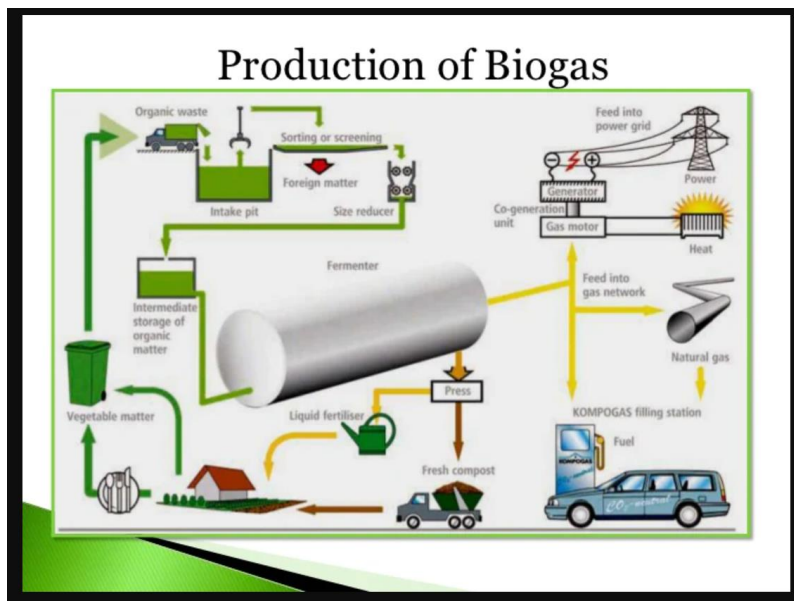 Production of Biogas
Organic waste
Sorting or screening
Foreign matter
Intake pit
Size reducer
Feed into
power grid
Power
Generator
Co-generation
unit
Gas motor
Heat
Fermenter
Intermediate
storage of
organic
matter
Feed into
gas network
Natural gas
Press
Vegetable matter
Liquid fertiliser
KOMPOGAS filling station
Fuel
KOMPOGAS
Fresh compost
CO2-neutral